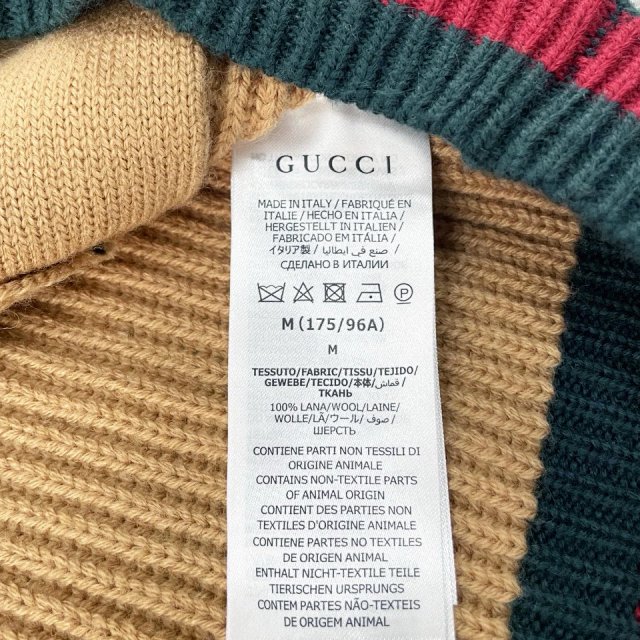 GUCCI
MADE IN ITALY / FABRIQUÉ EN
ITALIE / HECHO EN ITALIA /
HERGESTELLT IN ITALIEN /
FABRICADO EM ITÁLIA /
イタリア製 / صنع في ايطاليا /
СДЕЛАНО В ИТАЛИИ
P
M (175/96A)
M
TESSUTO/FABRIC/TISSU/TEJIDO/
GEWEBE/TECIDO/本体/قماش/
ТКАНЬ
100% LANA/WOOL/LAINE/
WOLLE/LÃ/ウール/ صوف /
ШЕРСТЬ
CONTIENE PARTI NON TESSILI DI
ORIGINE ANIMALE
CONTAINS NON-TEXTILE PARTS
OF ANIMAL ORIGIN
CONTIENT DES PARTIES NON
TEXTILES D'ORIGINE ANIMALE
CONTIENE PARTES NO TEXTILES
DE ORIGEN ANIMAL
ENTHÄLT NICHT-TEXTILE TEILE
TIERISCHEN URSPRUNGS
CONTÉM PARTES NÃO-TÊXTEIS
DE ORIGEM ANIMAL